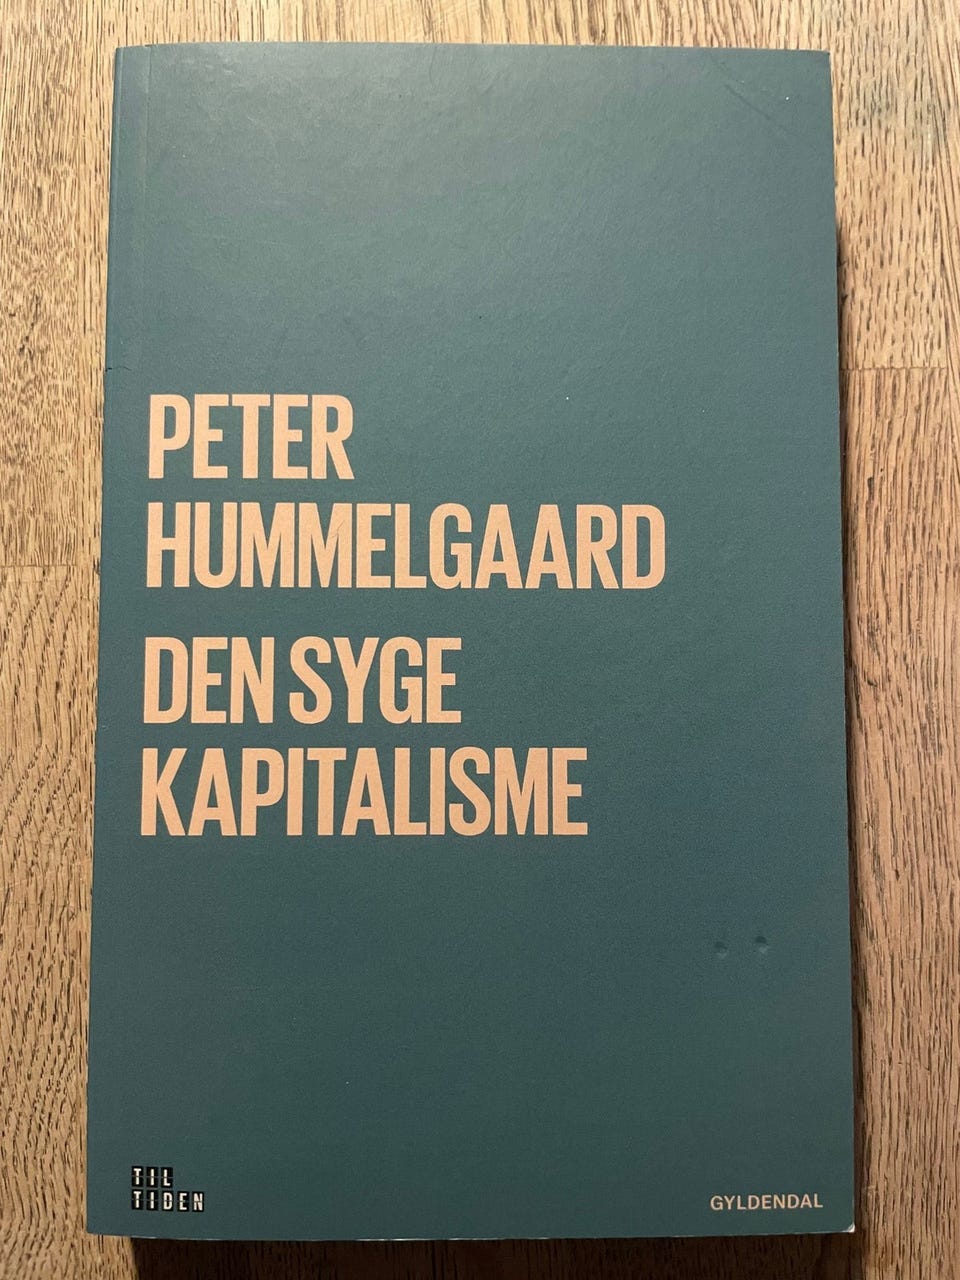 PETER
HUMMELGAARD
DEN SYGE
KAPITALISME
TIL
TIDEN
GYLDENDAL